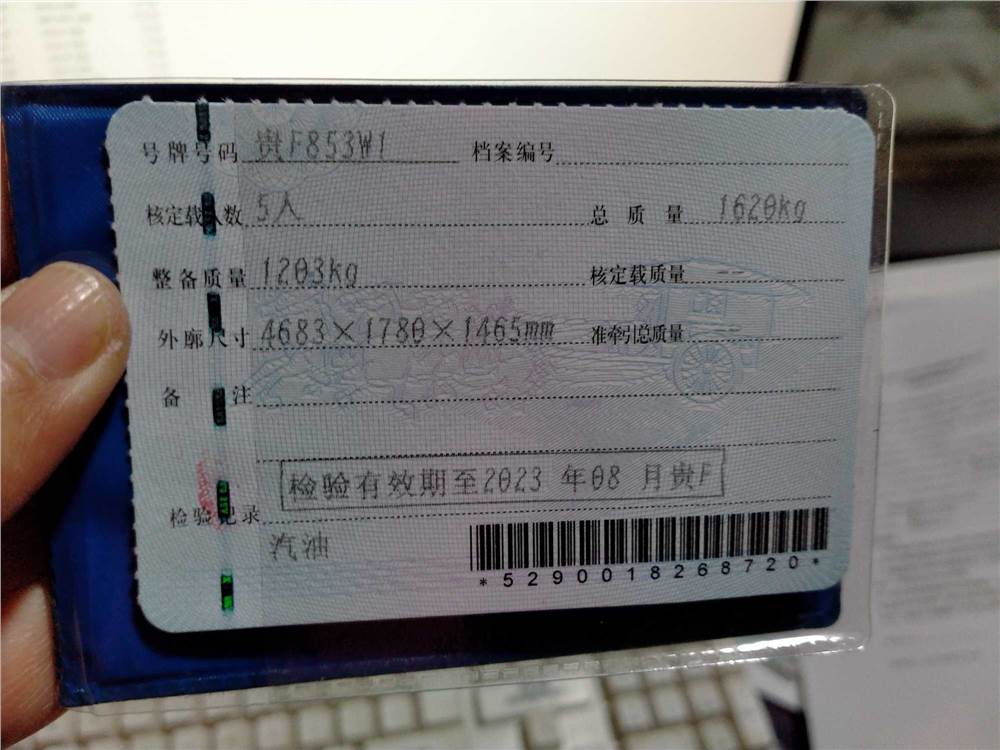 号牌号码 贵F853W1 档案编号
核定载人数 5人 总质量 1620kg
整备质量 1203kg 核定载质量 --
外廓尺寸 4683×1780×1465mm 准牵引总质量 --
备注
检验有效期至2023年08月贵F
检验记录
汽油
*5290018268720*